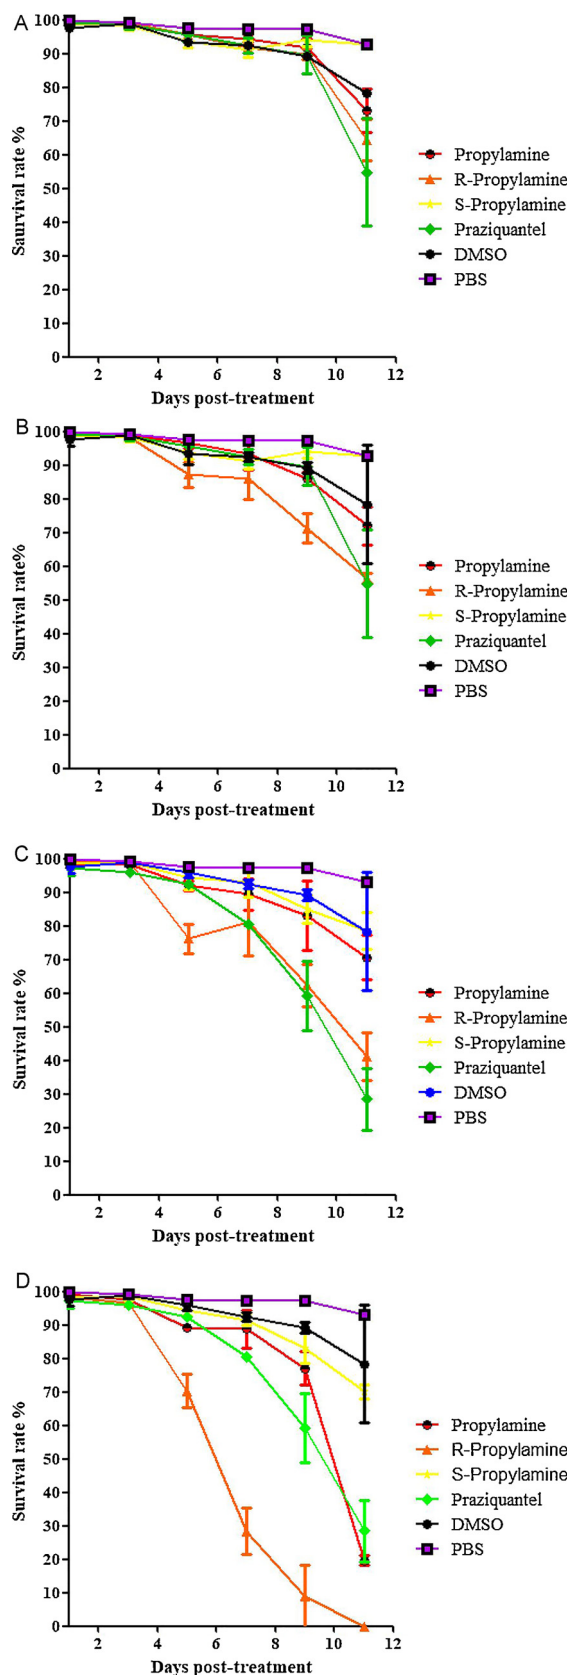 A
Saurvival rate %
100
90
80
70
60
50
40
30
20
10
0
2 4 6 8 10 12
Days post-treatment
Propylamine
R-Propylamine
S-Propylamine
Praziquantel
DMSO
PBS
B
Survival rate%
100
90
80
70
60
50
40
30
20
10
0
2 4 6 8 10 12
Days post-treatment
Propylamine
R-Propylamine
S-Propylamine
Praziquantel
DMSO
PBS
C
Survival rate %
100
90
80
70
60
50
40
30
20
10
0
2 4 6 8 10 12
Days post-treatment
Propylamine
R-Propylamine
S-Propylamine
Praziquantel
DMSO
PBS
D
Survival rate %
100
90
80
70
60
50
40
30
20
10
0
2 4 6 8 10 12
Days post-treatment
Propylamine
R-Propylamine
S-Propylamine
Praziquantel
DMSO
PBS